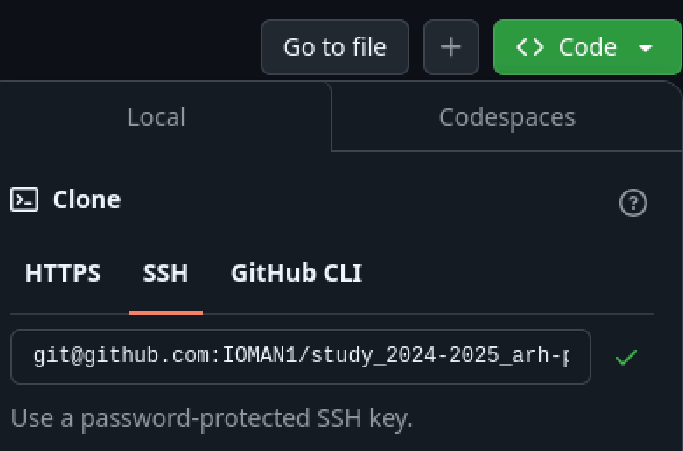 Go to file + <> Code
Local Codespaces
Clone ?
HTTPS SSH GitHub CLI
git@github.com:IOMAN1/study_2024-2025_arh-p
Use a password-protected SSH key.